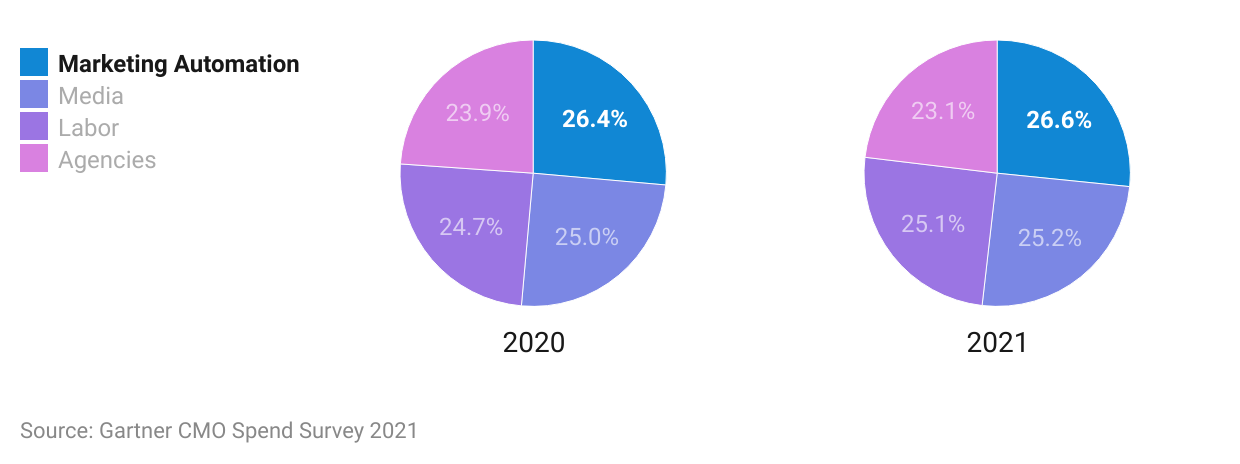 Marketing Automation
Media
Labor
Agencies
23.9%
26.4%
24.7%
25.0%
2020
23.1%
26.6%
25.1%
25.2%
2021
Source: Gartner CMO Spend Survey 2021